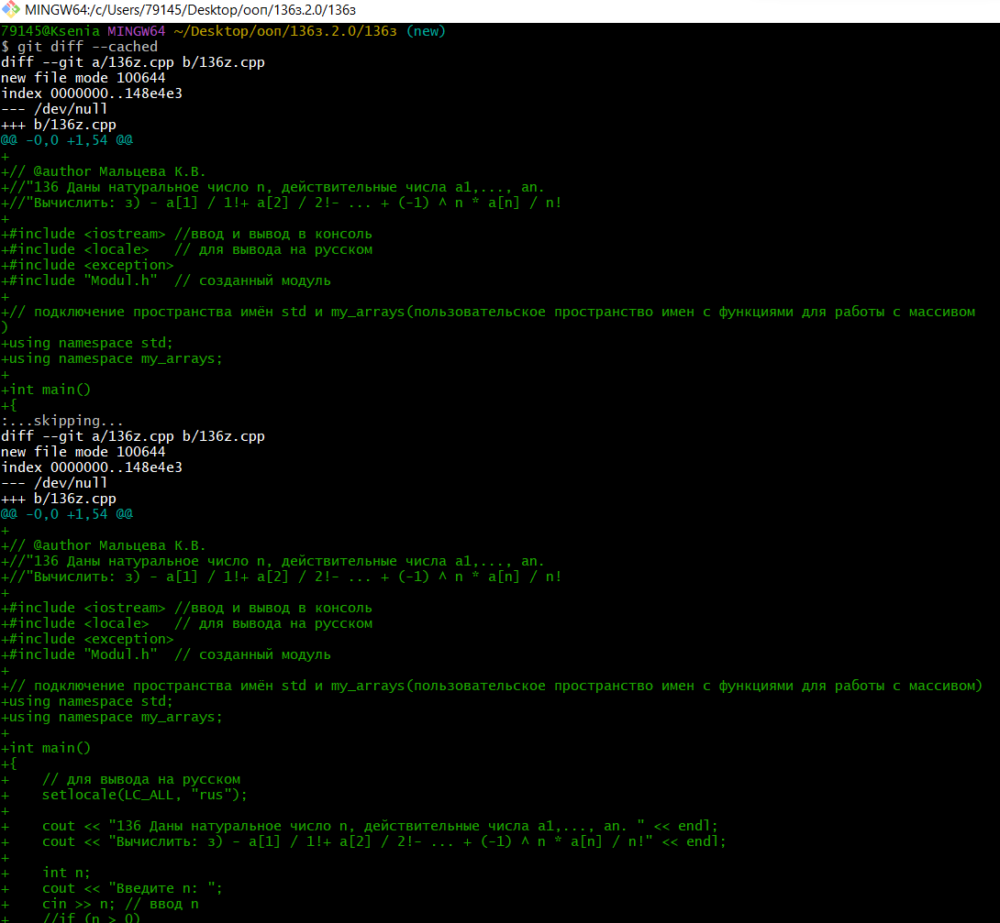 MINGW64:/c/Users/79145/Desktop/ооп/136з.2.0/136з
79145@Ksenia MINGW64 ~/Desktop/ооп/136з.2.0/136з (new)
$ git diff --cached
diff --git a/136z.cpp b/136z.cpp
new file mode 100644
index 0000000..148e4e3
--- /dev/null
+++ b/136z.cpp
@@ -0,0 +1,54 @@
+
+// @author Мальцева К.В.
+//"136 Даны натуральное число n, действительные числа a1,..., an.
+//"Вычислить: з) - a[1] / 1!+ a[2] / 2!- ... + (-1) ^ n * a[n] / n!
+
+#include <iostream> //ввод и вывод в консоль
+#include <locale>   // для вывода на русском
+#include <exception>
+#include "Modul.h"  // созданный модуль
+
+// подключение пространства имён std и my_arrays(пользовательское пространство имен с функциями для работы с массивом
)
+using namespace std;
+using namespace my_arrays;
+
+int main()
+{
:...skipping...
diff --git a/136z.cpp b/136z.cpp
new file mode 100644
index 0000000..148e4e3
--- /dev/null
+++ b/136z.cpp
@@ -0,0 +1,54 @@
+
+// @author Мальцева К.В.
+//"136 Даны натуральное число n, действительные числа a1,..., an.
+//"Вычислить: з) - a[1] / 1!+ a[2] / 2!- ... + (-1) ^ n * a[n] / n!
+
+#include <iostream> //ввод и вывод в консоль
+#include <locale>   // для вывода на русском
+#include <exception>
+#include "Modul.h"  // созданный модуль
+
+// подключение пространства имён std и my_arrays(пользовательское пространство имен с функциями для работы с массивом)
+using namespace std;
+using namespace my_arrays;
+
+int main()
+{
+    // для вывода на русском
+    setlocale(LC_ALL, "rus");
+
+    cout << "136 Даны натуральное число n, действительные числа a1,..., an. " << endl;
+    cout << "Вычислить: з) - a[1] / 1!+ a[2] / 2!- ... + (-1) ^ n * a[n] / n!" << endl;
+
+    int n;
+    cout << "Введите n: ";
+    cin >> n; // ввод n
+    //if (n > 0)